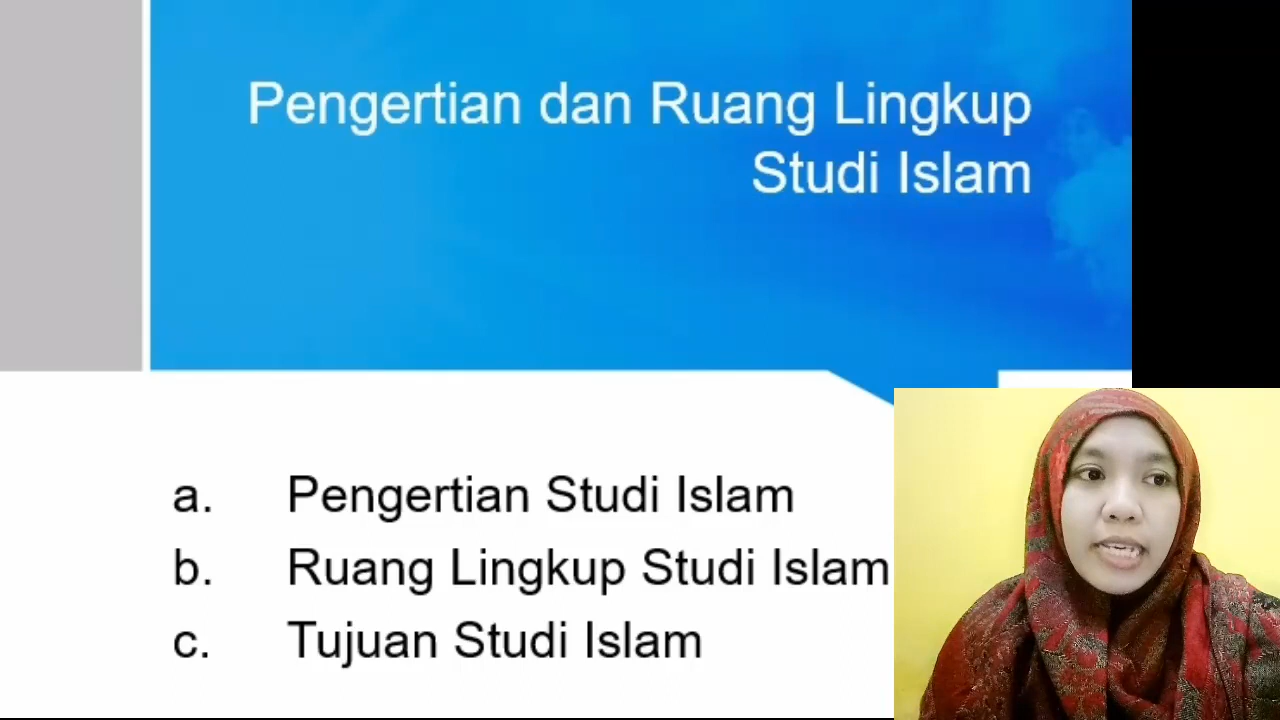 Pengertian dan Ruang Lingkup
Studi Islam
a. Pengertian Studi Islam
b. Ruang Lingkup Studi Islam
c. Tujuan Studi Islam